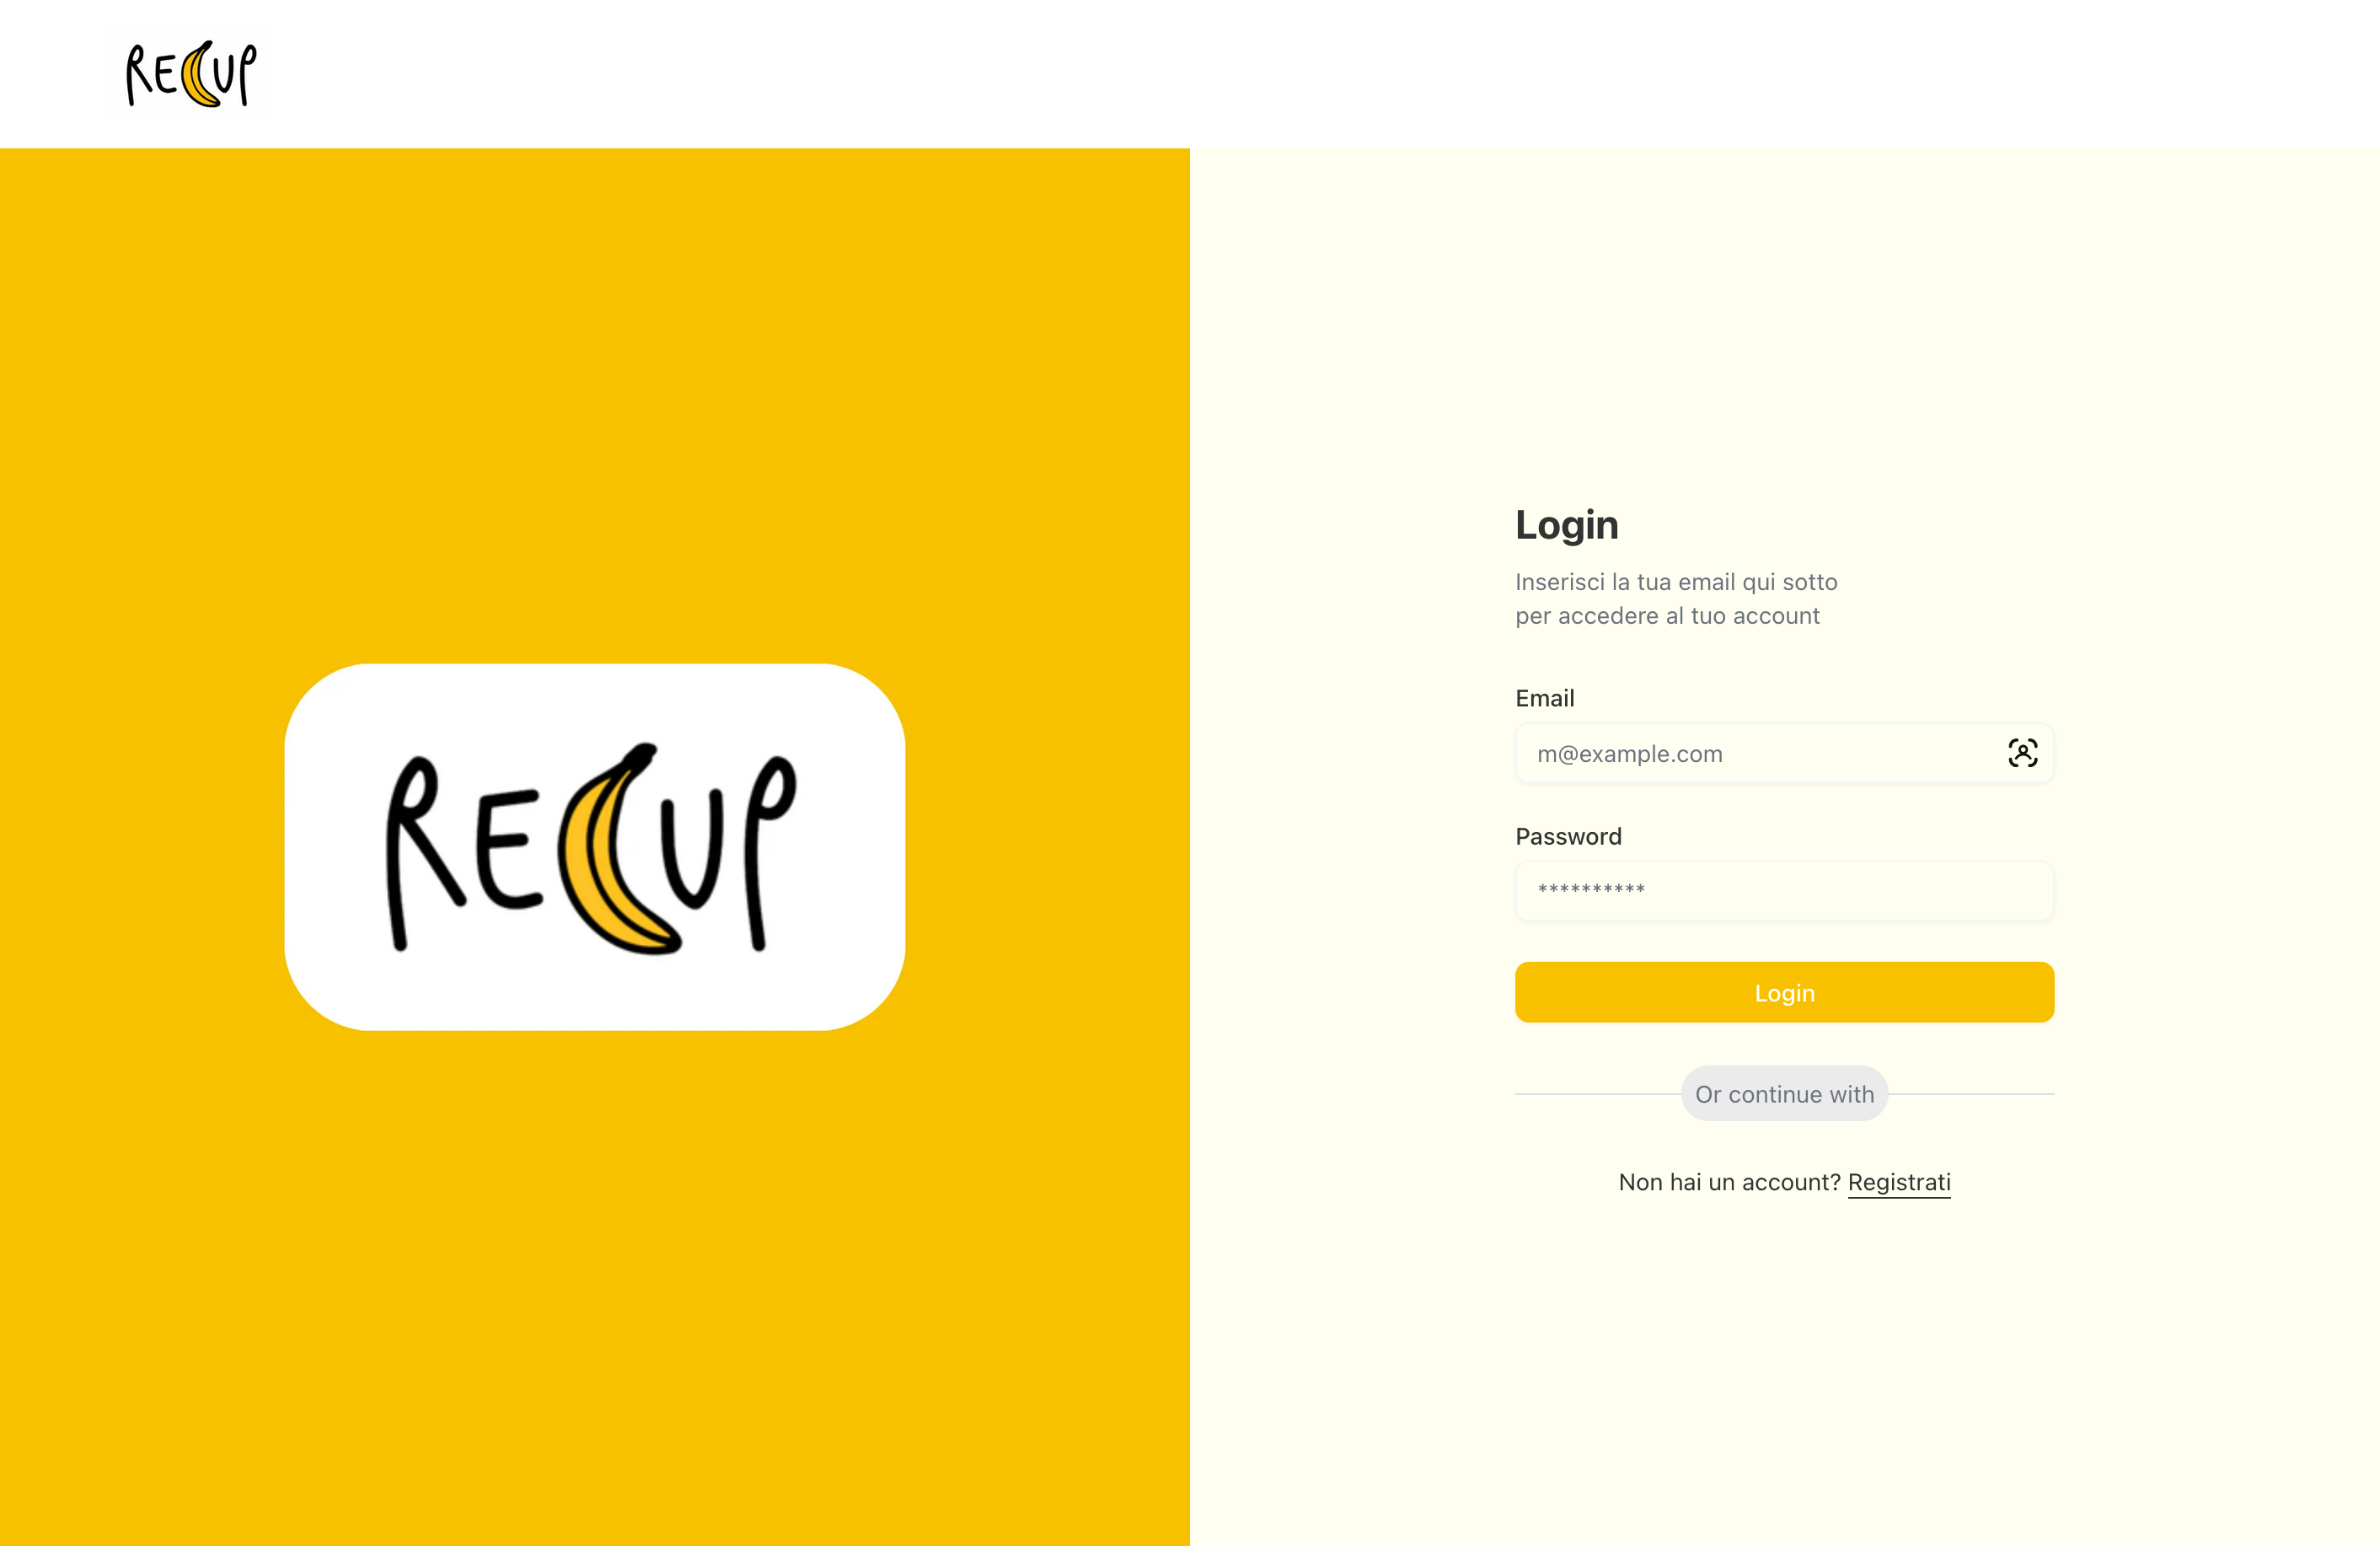 RECUP
RECUP
Login
Inserisci la tua email qui sotto
per accedere al tuo account
Email
m@example.com
Password
**********
Login
Or continue with
Non hai un account? Registrati